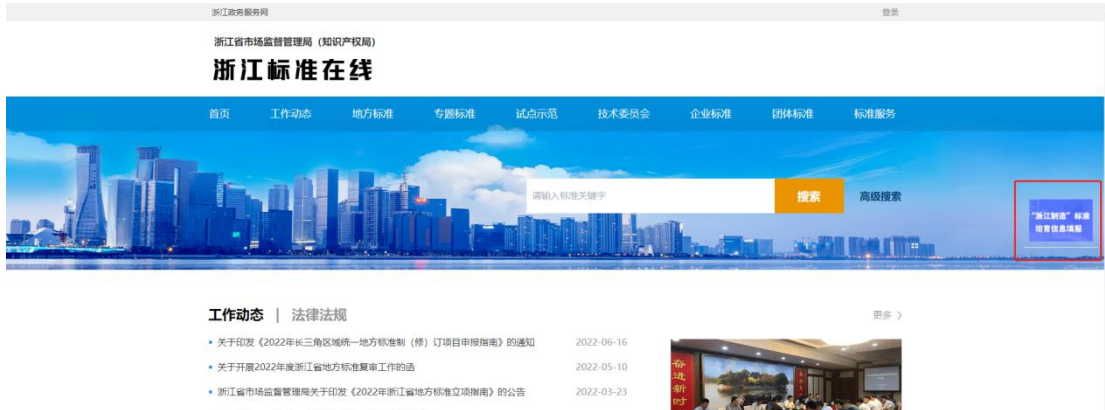 浙江政务服务网 登录
浙江省市场监督管理局（知识产权局）
浙江标准在线
首页 工作动态 地方标准 专题标准 试点示范 技术委员会 企业标准 团体标准 标准服务
请输入标准关键字 搜索 高级搜索
“浙江制造”标准
培育信息填报
工作动态 | 法律法规 更多 >
• 关于印发《2022年长三角区域统一地方标准制（修）订项目申报指南》的通知 2022-06-16
• 关于开展2022年度浙江省地方标准复审工作的函 2022-05-10
• 浙江省市场监督管理局关于印发《2022年浙江省地方标准立项指南》的公告 2022-03-23
奋进新时